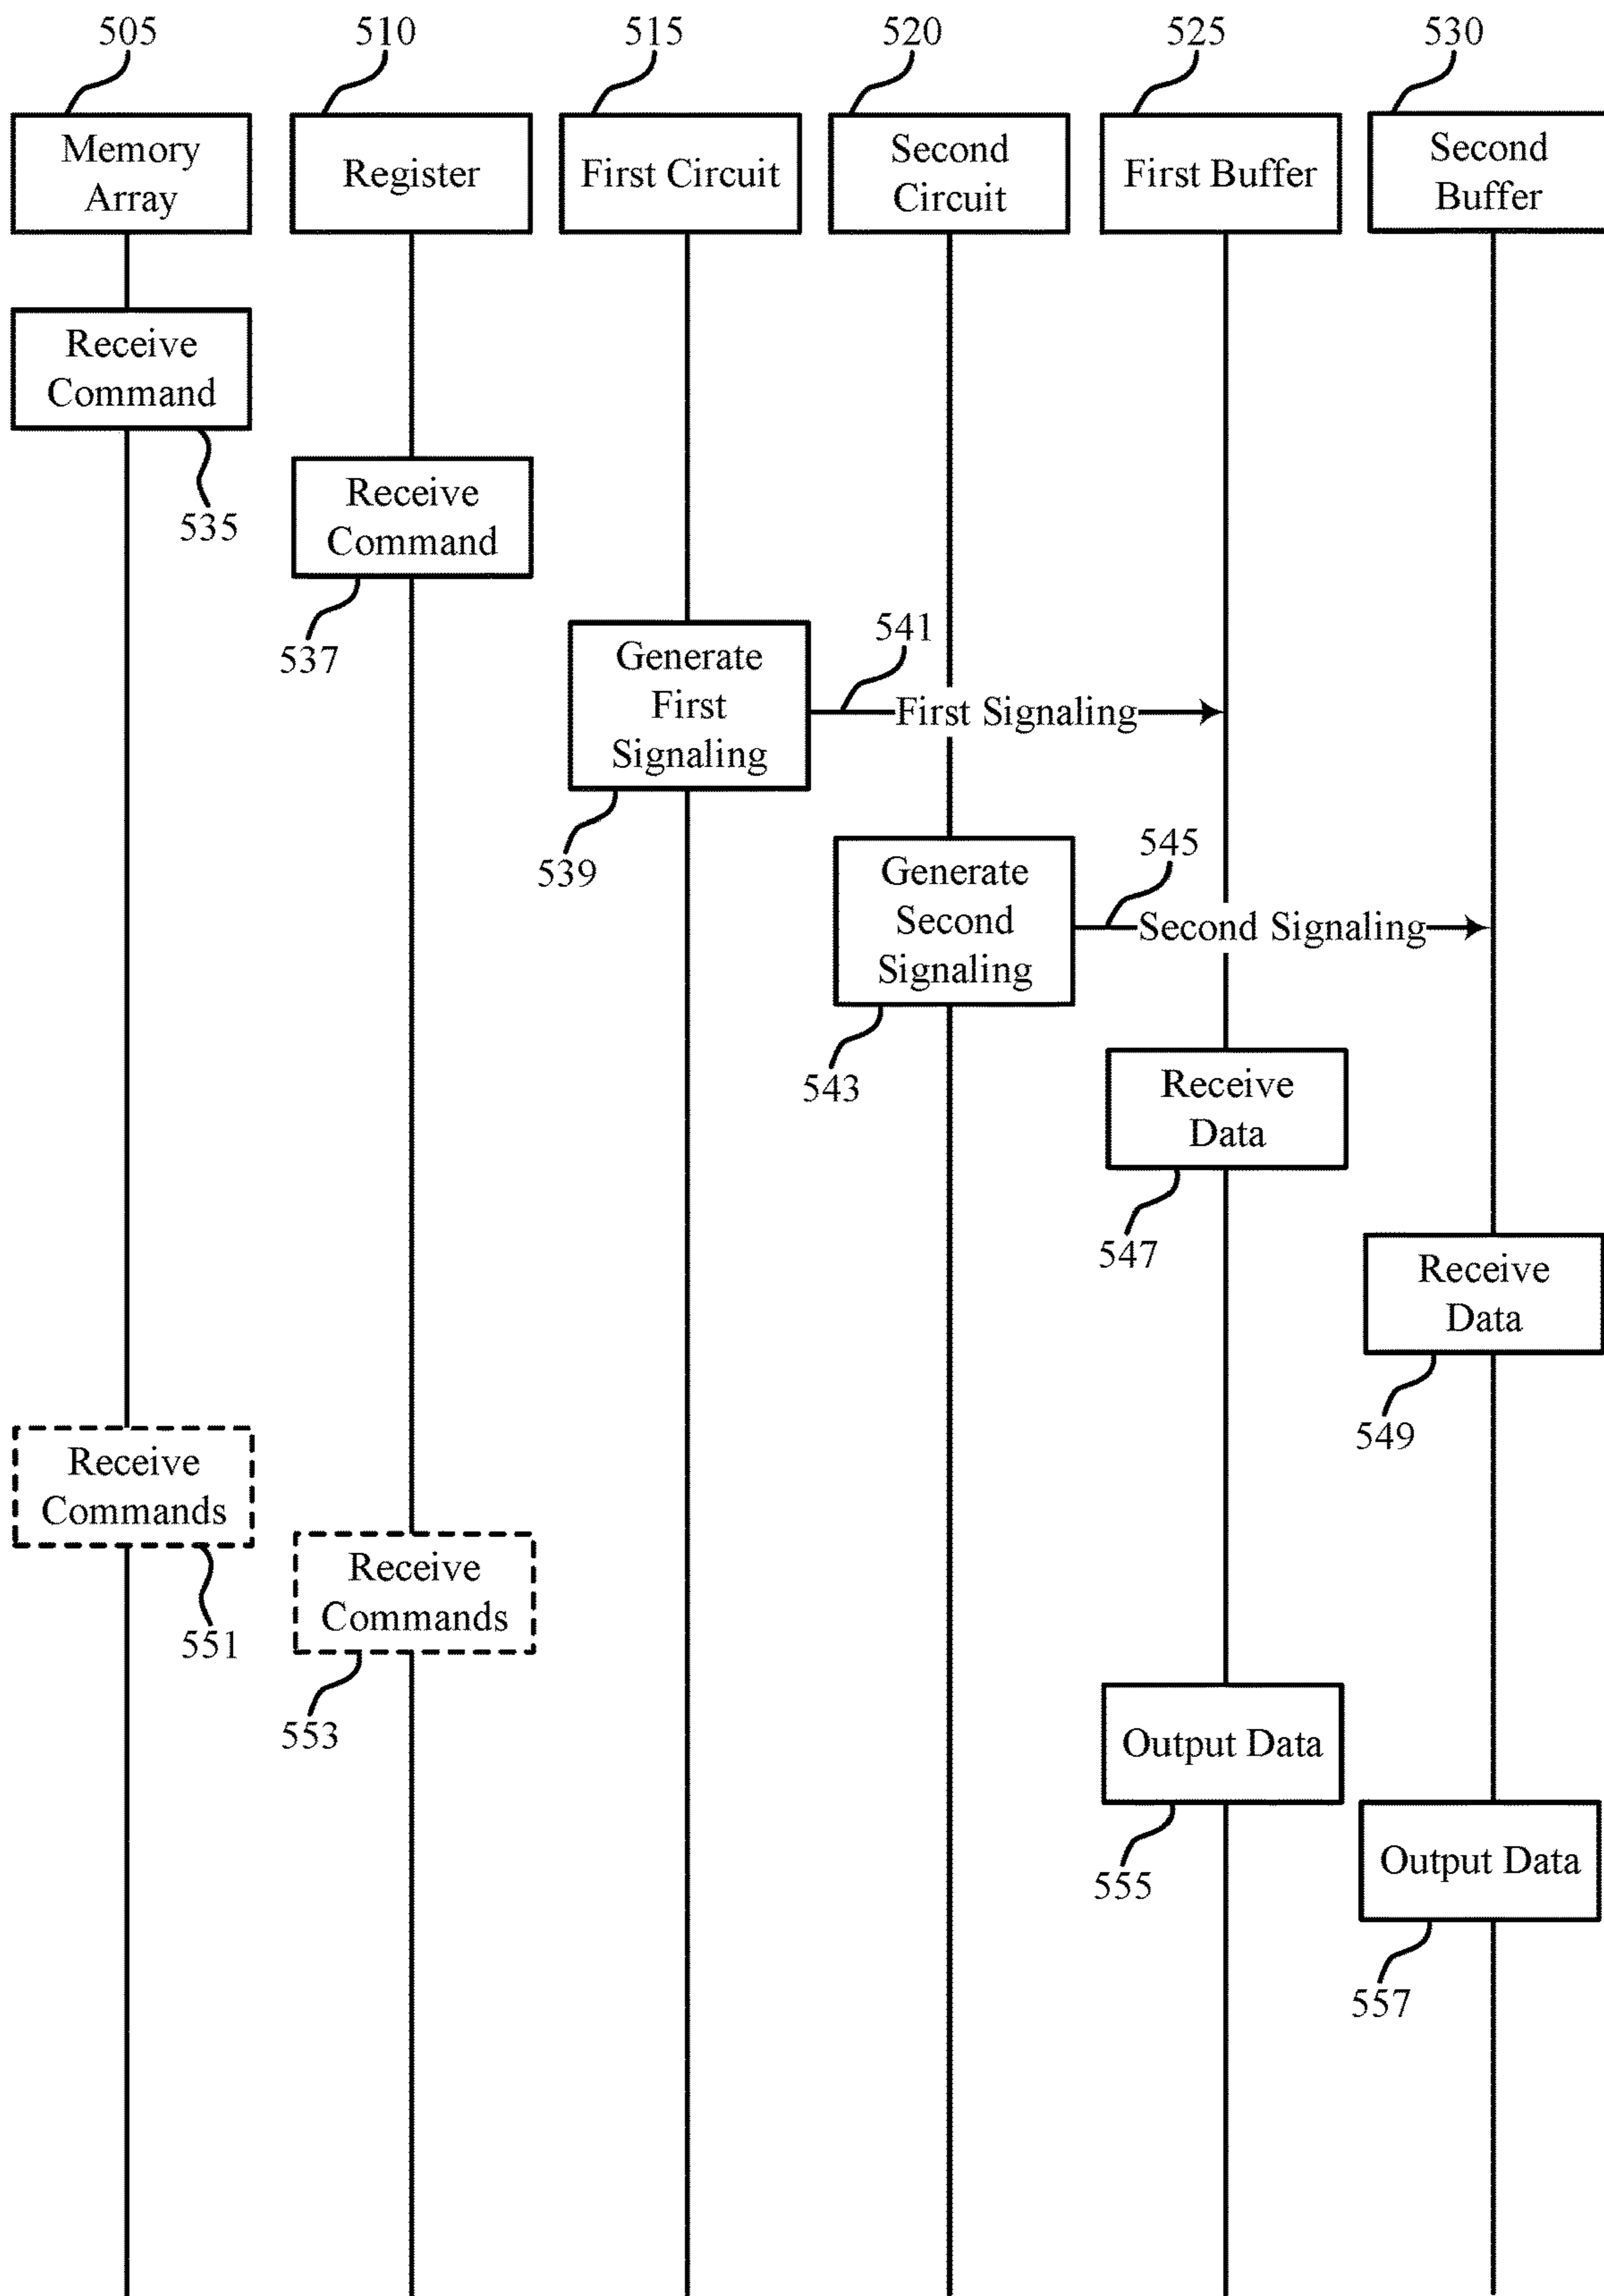 505
510
515
520
525
530
Memory
Array
Register
First Circuit
Second
Circuit
First Buffer
Second
Buffer
Receive
Command
535
Receive
Command
537
Generate
First
Signaling
539
541
First Signaling
Generate
Second
Signaling
543
545
Second Signaling
Receive
Data
547
Receive
Data
549
Receive
Commands
551
Receive
Commands
553
Output Data
555
Output Data
557